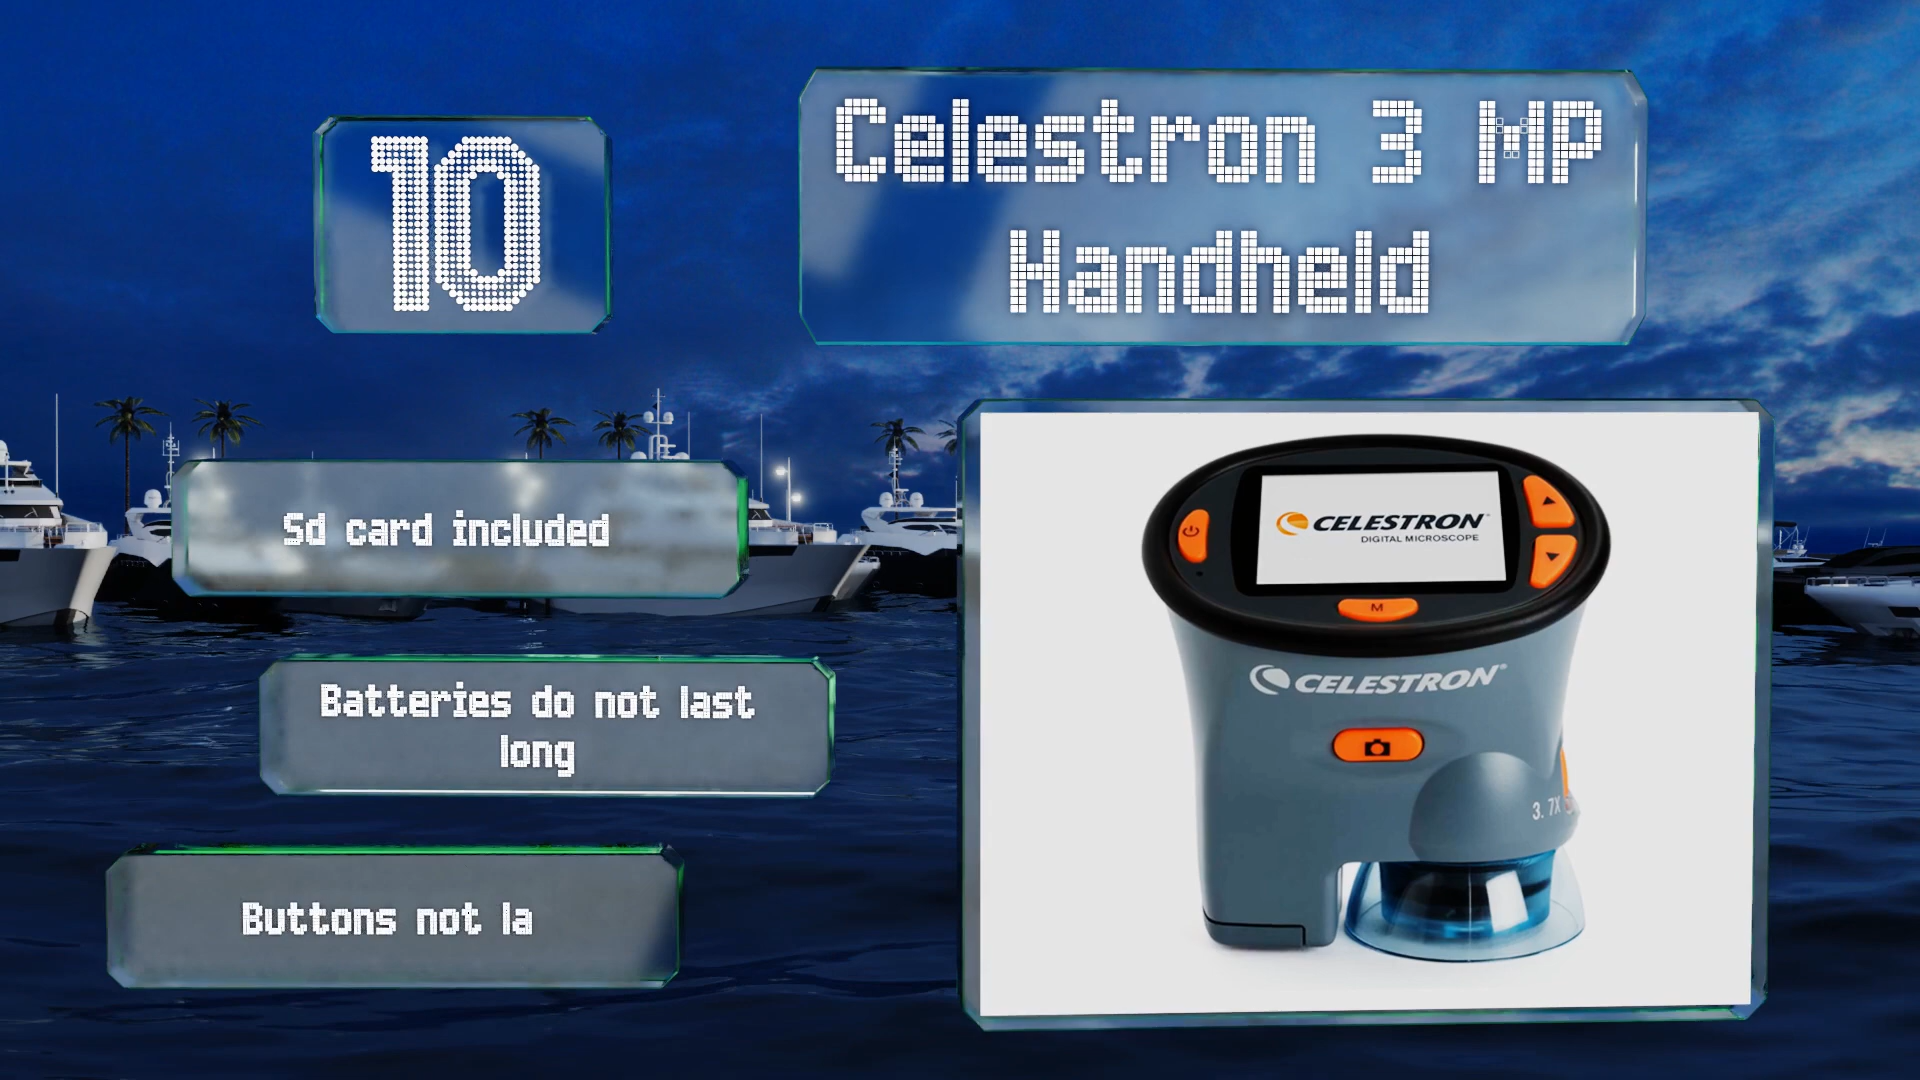 10
Celestron 3 MP
Handheld
Sd card included
Batteries do not last
long
Buttons not la
CELESTRON
DIGITAL MICROSCOPE
M
CELESTRON
3. 7X